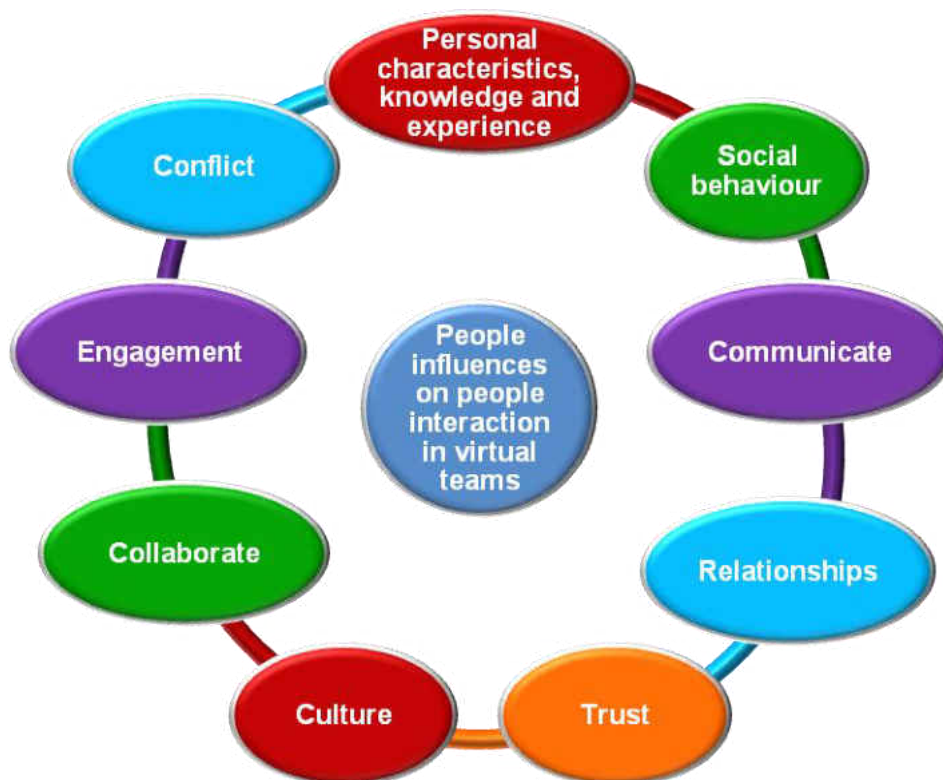 Personal
characteristics,
knowledge and
experience
Social
behaviour
Communicate
Relationships
Trust
Culture
Collaborate
Engagement
Conflict
People
influences
on people
interaction
in virtual
teams